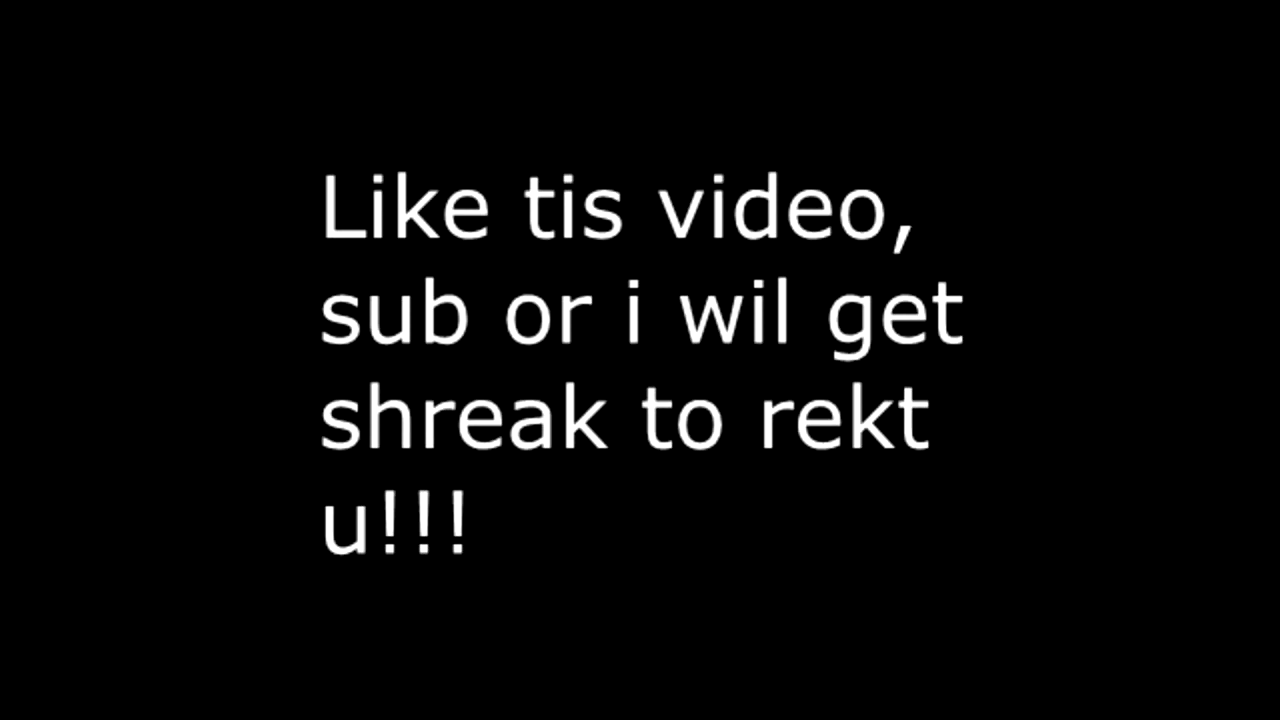 Like tis video,
sub or i wil get
shreak to rekt
u!!!